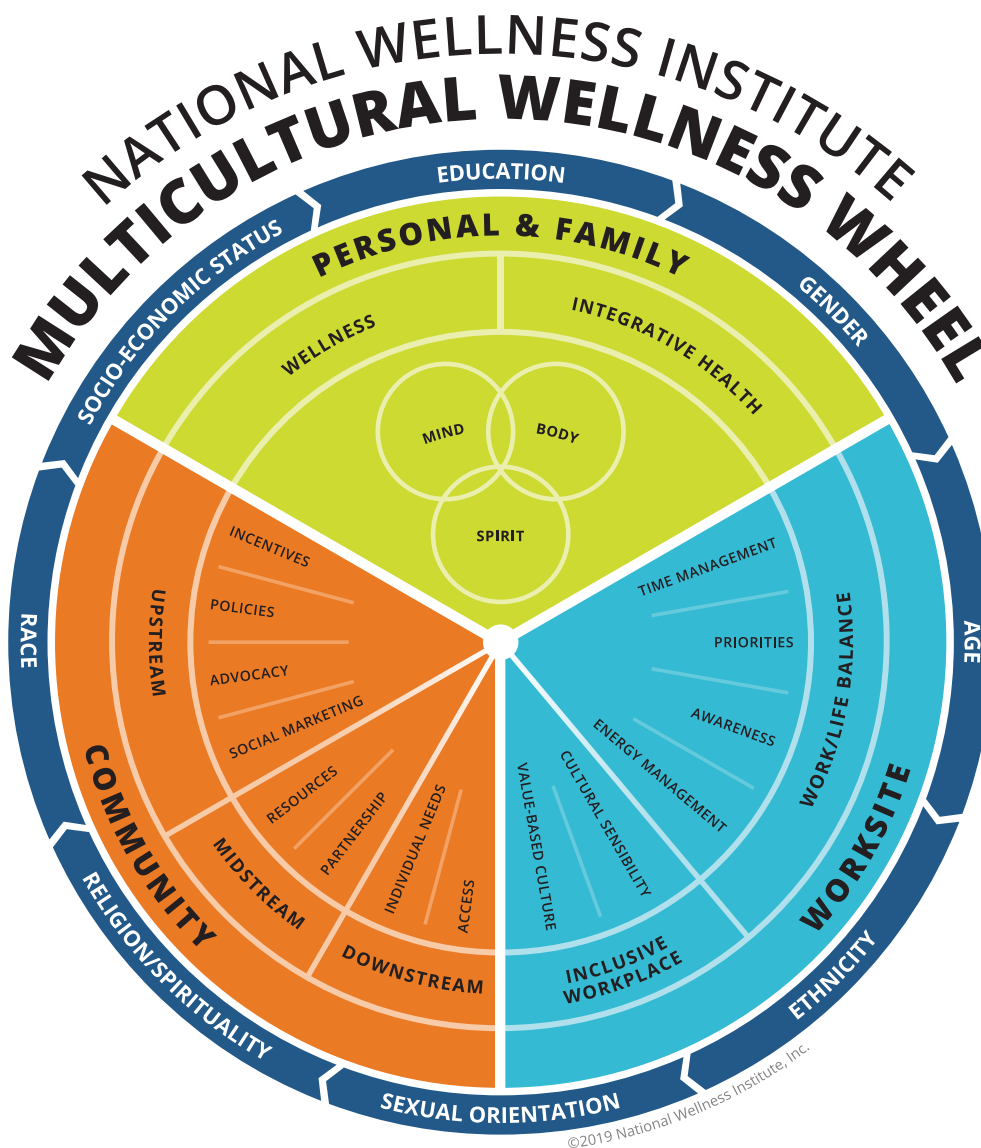 NATIONAL WELLNESS INSTITUTE
MULTICULTURAL WELLNESS WHEEL
EDUCATION
GENDER
AGE
ETHNICITY
SEXUAL ORIENTATION
RELIGION/SPIRITUALITY
RACE
SOCIO-ECONOMIC STATUS
PERSONAL & FAMILY
WELLNESS
INTEGRATIVE HEALTH
MIND
BODY
SPIRIT
WORKSITE
WORK/LIFE BALANCE
TIME MANAGEMENT
PRIORITIES
AWARENESS
ENERGY MANAGEMENT
INCLUSIVE
WORKPLACE
CULTURAL SENSIBILITY
VALUE-BASED CULTURE
COMMUNITY
UPSTREAM
INCENTIVES
POLICIES
ADVOCACY
SOCIAL MARKETING
MIDSTREAM
RESOURCES
PARTNERSHIP
DOWNSTREAM
INDIVIDUAL NEEDS
ACCESS
©2019 National Wellness Institute, Inc.